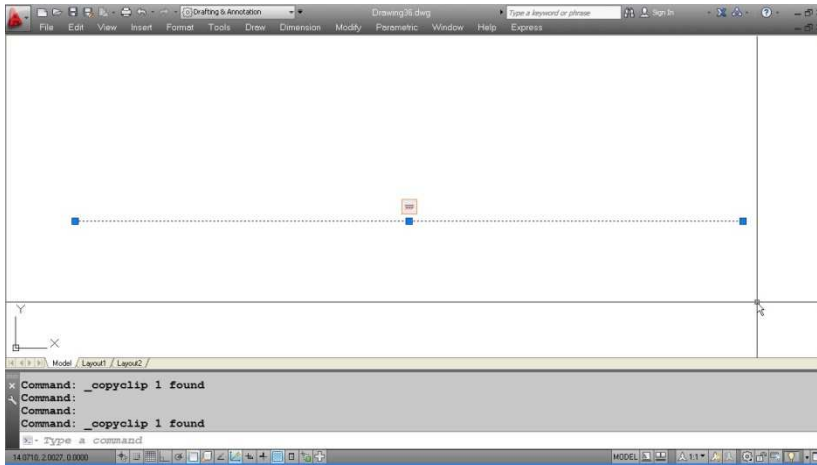 Drafting & Annotation
Drawing36.dwg
Type a keyword or phrase
Sign In
File Edit View Insert Format Tools Draw Dimension Modify Parametric Window Help Express
Y
X
Model / Layout1 / Layout2 /
Command: _copyclip 1 found
Command:
Command:
Command: _copyclip 1 found
Type a command
14.0710, 2.0027, 0.0000
MODEL
1:1